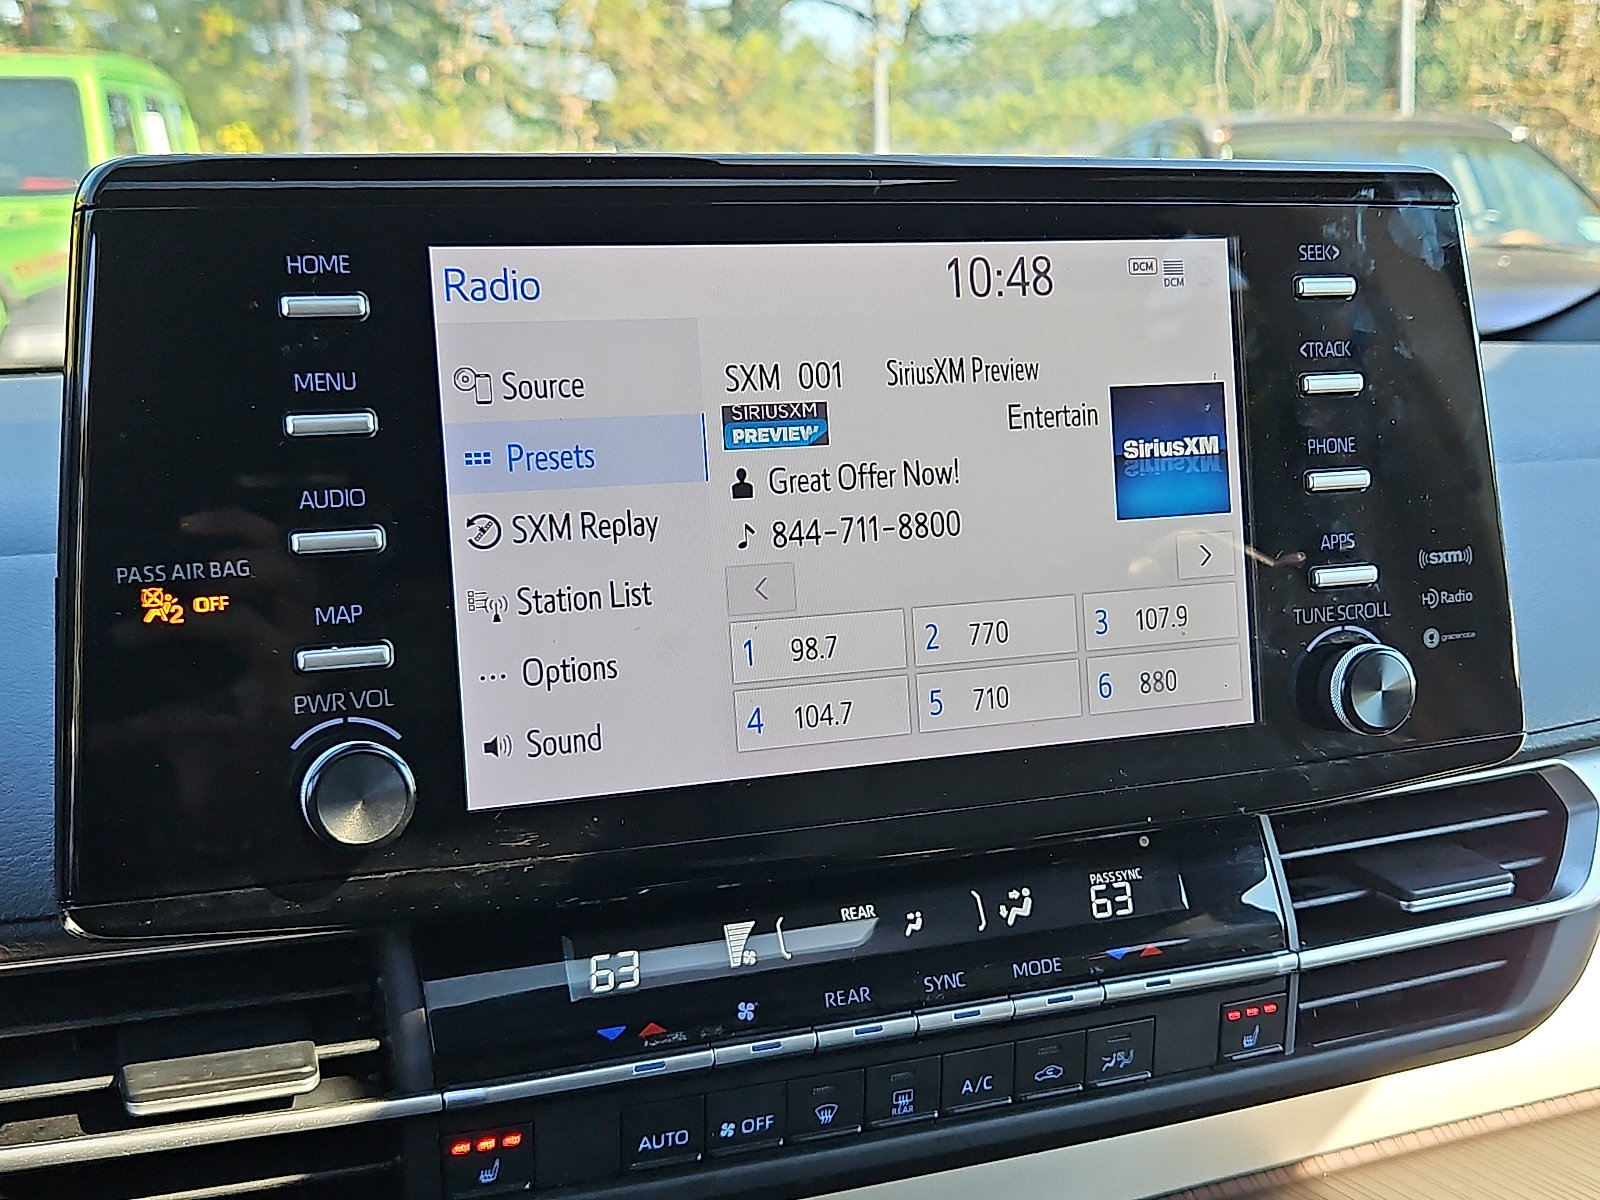 HOME
MENU
AUDIO
PASS AIR BAG
2 OFF
MAP
PWR VOL
Radio
10:48
DCM
DCM
Source
Presets
SXM Replay
Station List
Options
Sound
SXM 001 SiriusXM Preview
SIRIUSXM
PREVIEW
Entertain
SiriusXM
Great Offer Now!
844-711-8800
<
>
1 98.7
2 770
3 107.9
4 104.7
5 710
6 880
SEEK>
<TRACK
PHONE
APPS
TUNE SCROLL
((sxm))
HD Radio
gracenote
63
REAR
PASS SYNC
63
REAR
SYNC
MODE
AUTO
OFF
REAR
A/C